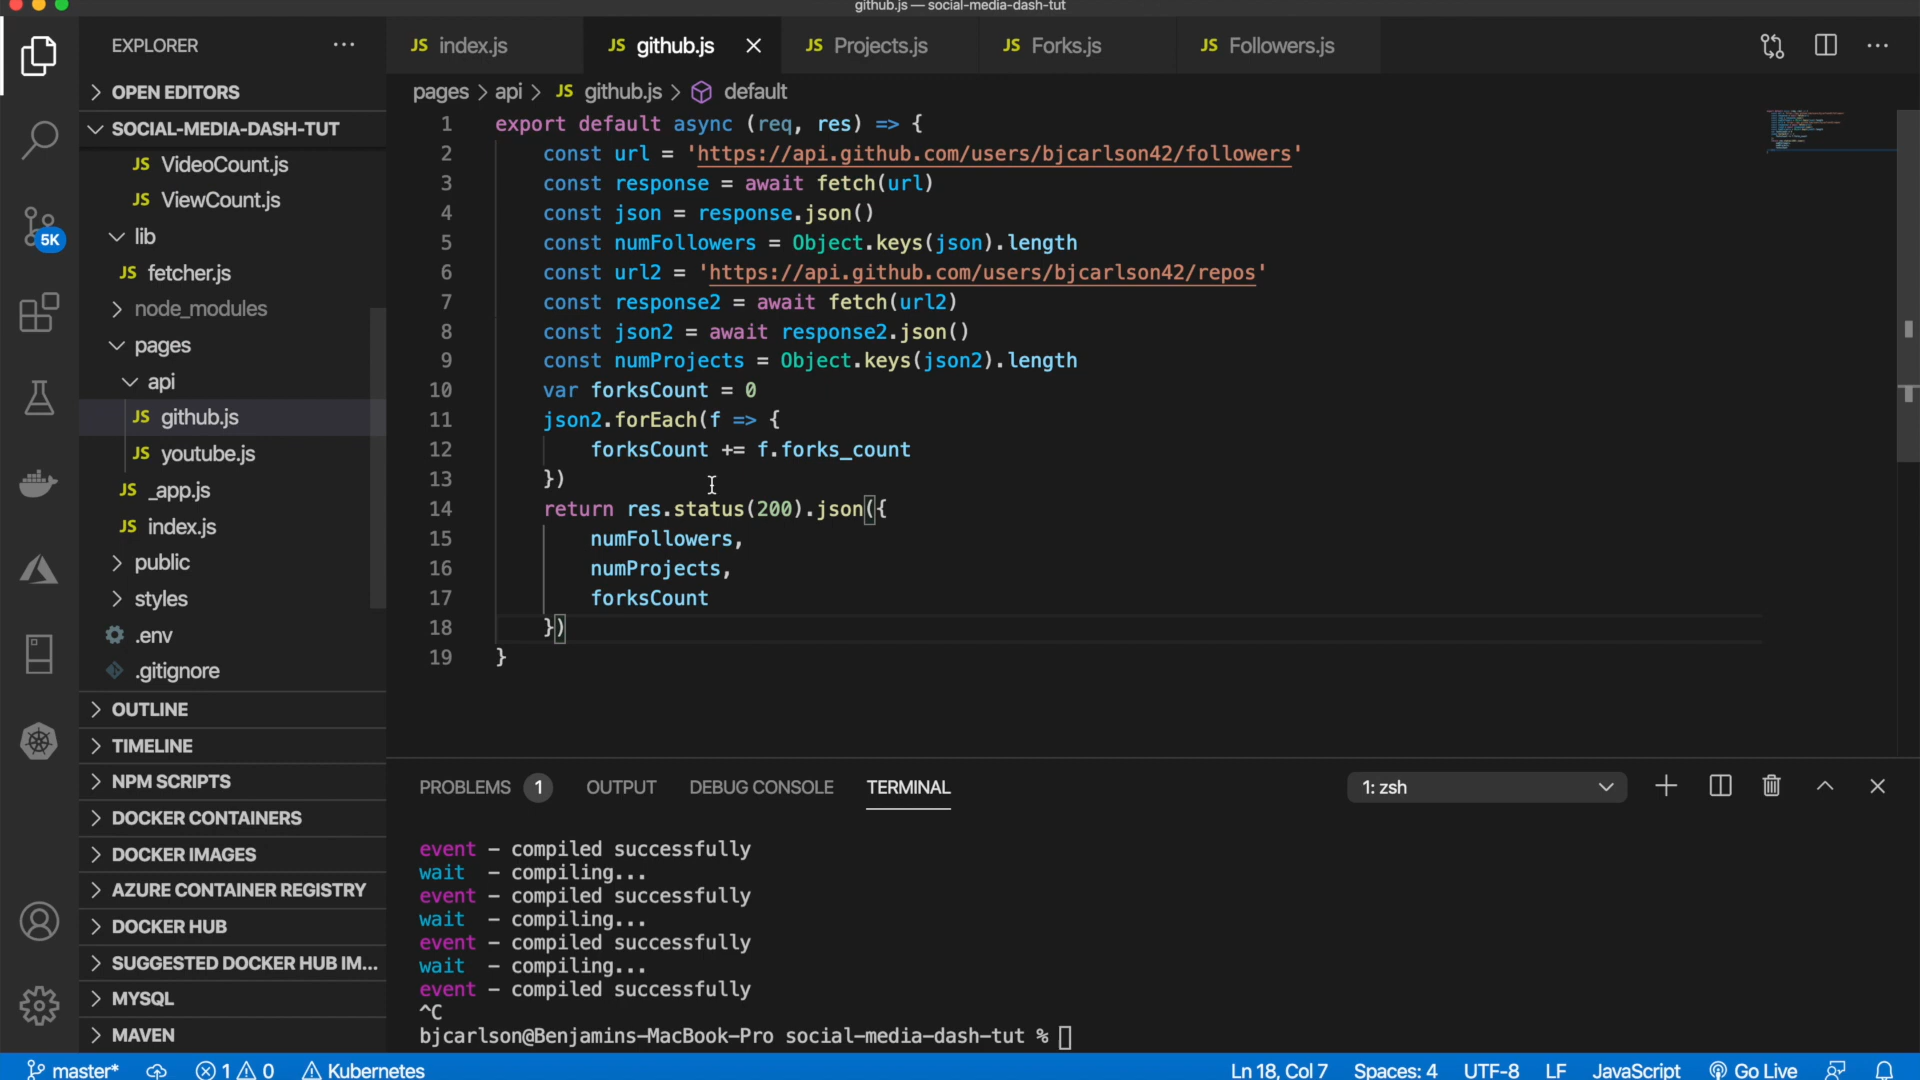 github.js — social-media-dash-tut
EXPLORER
···
JS index.js
JS github.js
JS Projects.js
JS Forks.js
JS Followers.js
OPEN EDITORS
pages > api > JS github.js > default
SOCIAL-MEDIA-DASH-TUT
JS VideoCount.js
JS ViewCount.js
lib
JS fetcher.js
node_modules
pages
api
JS github.js
JS youtube.js
JS _app.js
JS index.js
public
styles
.env
.gitignore
OUTLINE
TIMELINE
NPM SCRIPTS
DOCKER CONTAINERS
DOCKER IMAGES
AZURE CONTAINER REGISTRY
DOCKER HUB
SUGGESTED DOCKER HUB IM...
MYSQL
MAVEN
5K
1 export default async (req, res) => {
2 const url = 'https://api.github.com/users/bjcarlson42/followers'
3 const response = await fetch(url)
4 const json = response.json()
5 const numFollowers = Object.keys(json).length
6 const url2 = 'https://api.github.com/users/bjcarlson42/repos'
7 const response2 = await fetch(url2)
8 const json2 = await response2.json()
9 const numProjects = Object.keys(json2).length
10 var forksCount = 0
11 json2.forEach(f => {
12 forksCount += f.forks_count
13 })
14 return res.status(200).json({
15 numFollowers,
16 numProjects,
17 forksCount
18 })
19 }
PROBLEMS 1 OUTPUT DEBUG CONSOLE TERMINAL
1: zsh
event – compiled successfully
wait – compiling...
event – compiled successfully
wait – compiling...
event – compiled successfully
wait – compiling...
event – compiled successfully
^C
bjcarlson@Benjamins-MacBook-Pro social-media-dash-tut %
master* 1 0 Kubernetes
Ln 18, Col 7 Spaces: 4 UTF-8 LF JavaScript Go Live